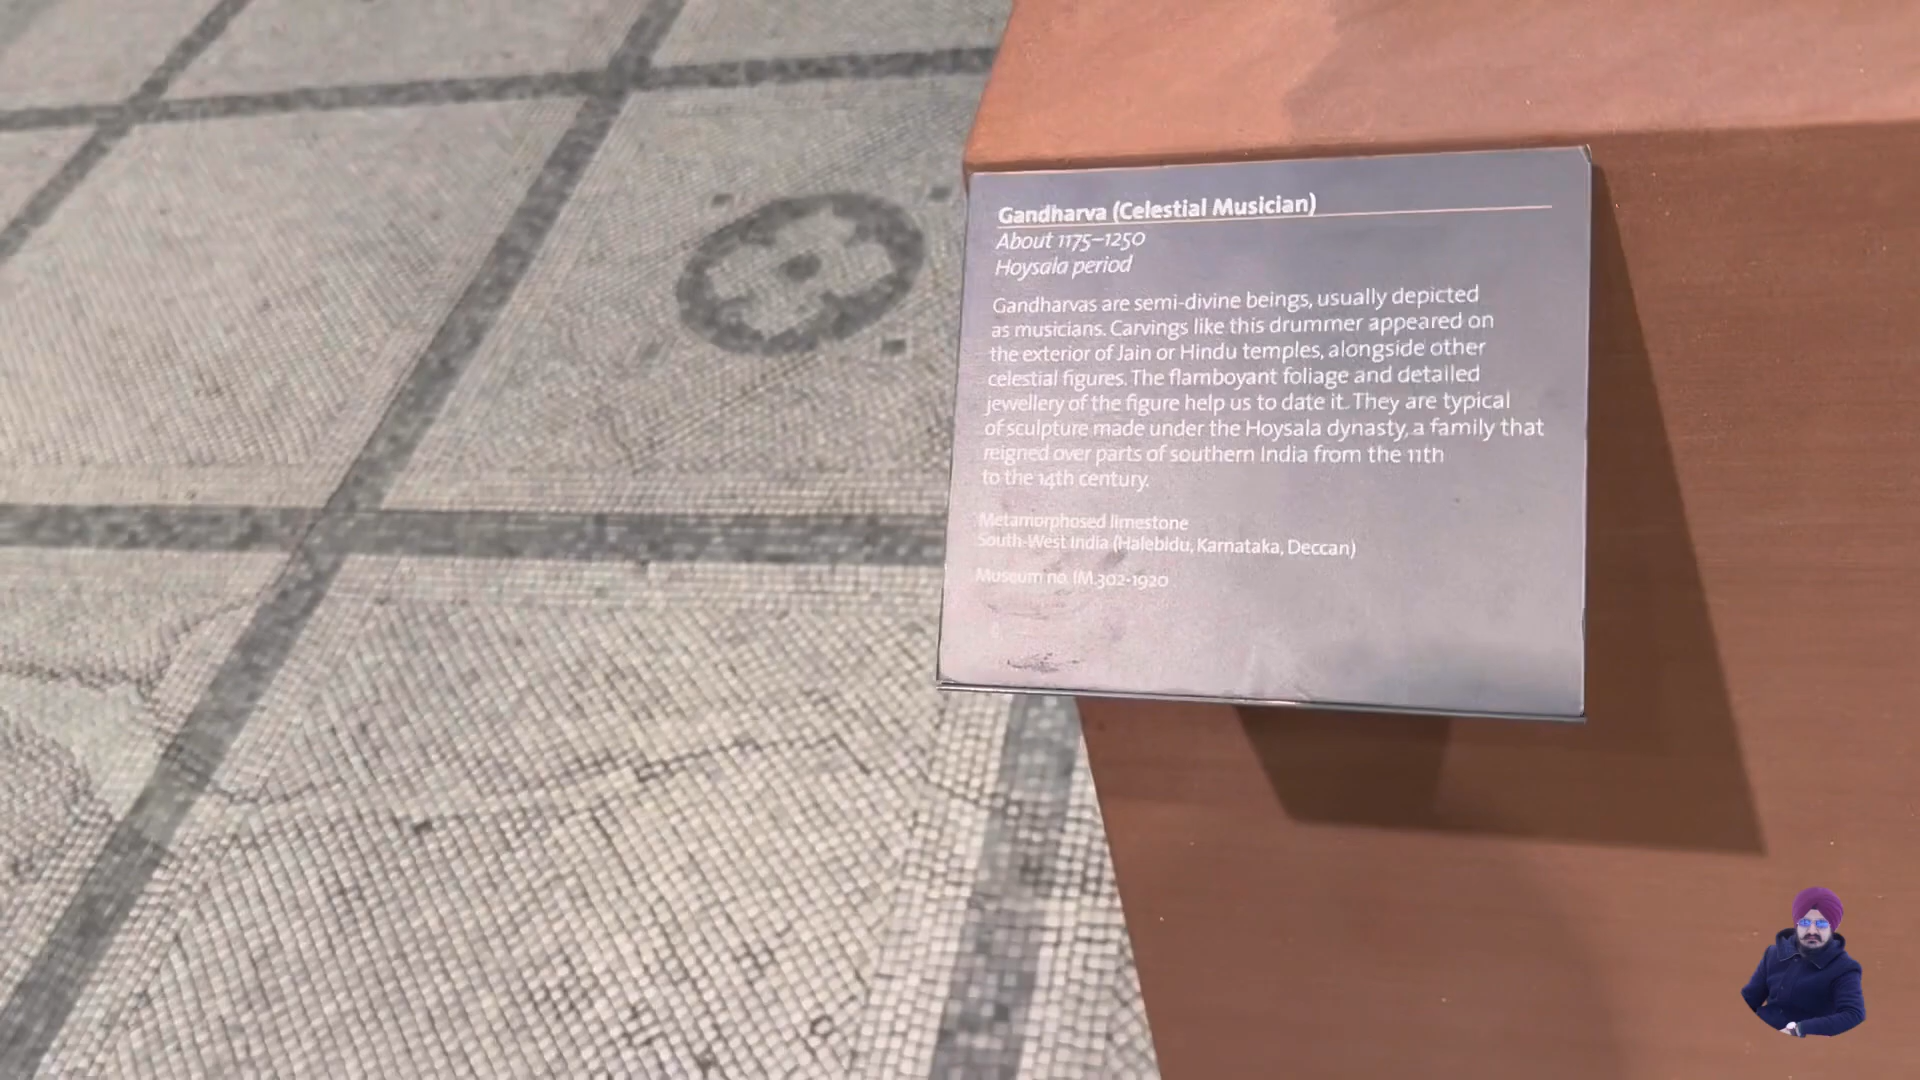 Gandharva (Celestial Musician)
About 1175–1250
Hoysala period
Gandharvas are semi-divine beings, usually depicted
as musicians. Carvings like this drummer appeared on
the exterior of Jain or Hindu temples, alongside other
celestial figures. The flamboyant foliage and detailed
jewellery of the figure help us to date it. They are typical
of sculpture made under the Hoysala dynasty, a family that
reigned over parts of southern India from the 11th
to the 14th century.
Metamorphosed limestone
South-West India (Halebidu, Karnataka, Deccan)
Museum no. IM.302-1920